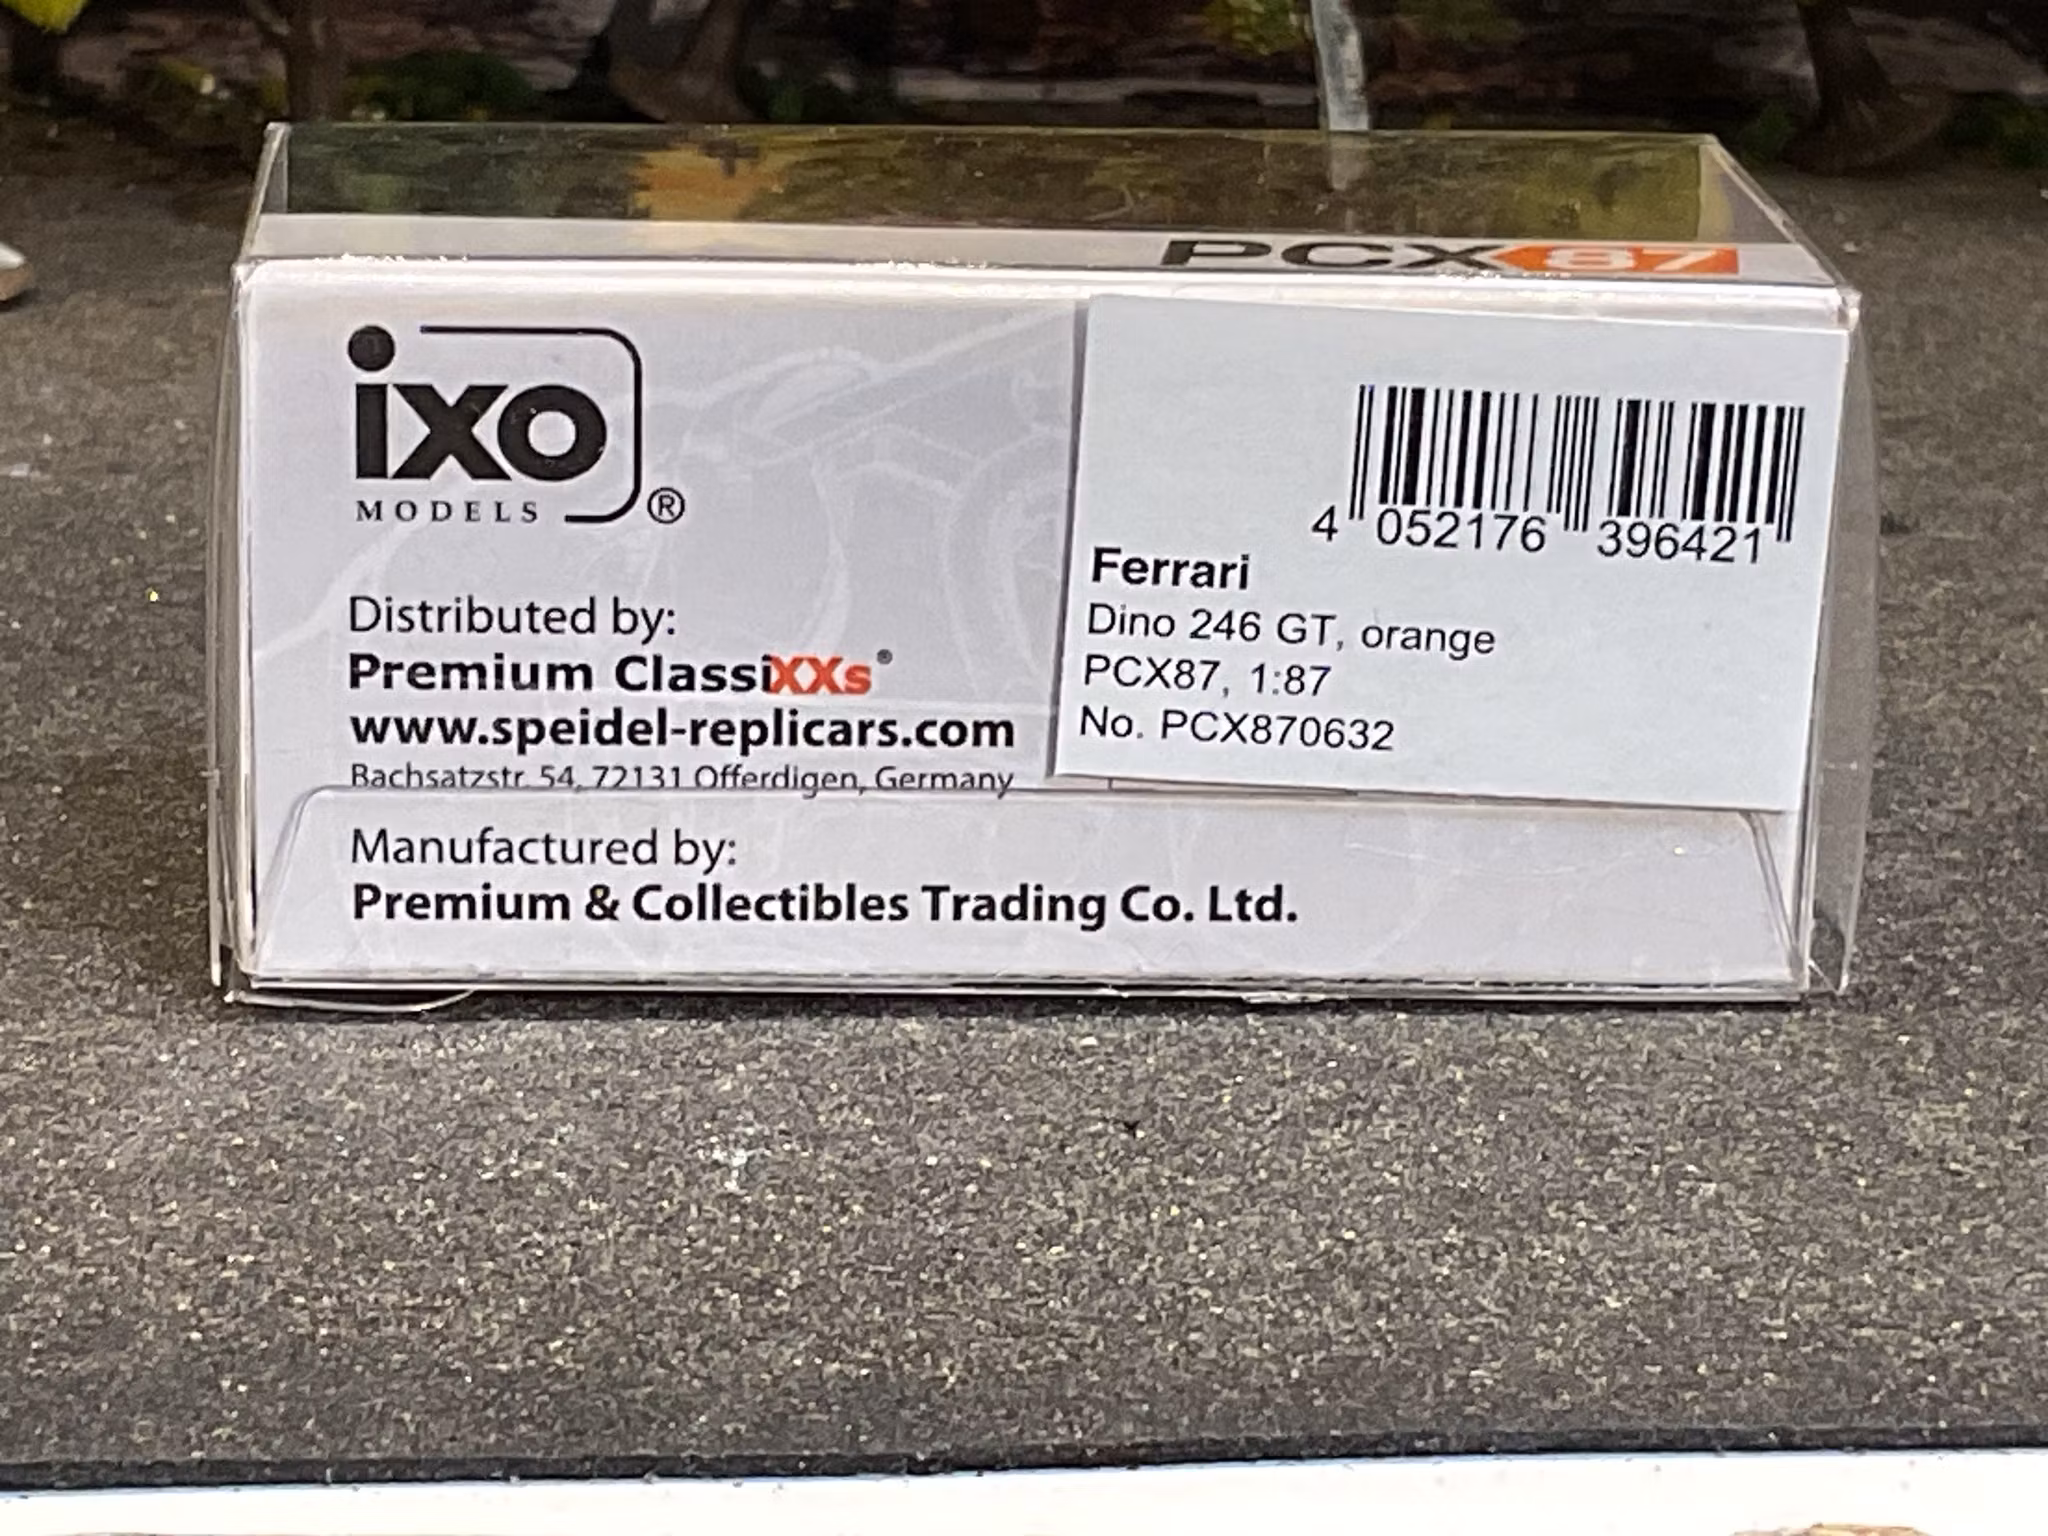 PCX87
ixo
MODELS ®
Distributed by:
Premium ClassiXXs®
www.speidel-replicars.com
Bachsatzstr. 54, 72131 Offerdigen, Germany
Manufactured by:
Premium & Collectibles Trading Co. Ltd.
4 052176 396421
Ferrari
Dino 246 GT, orange
PCX87, 1:87
No. PCX870632